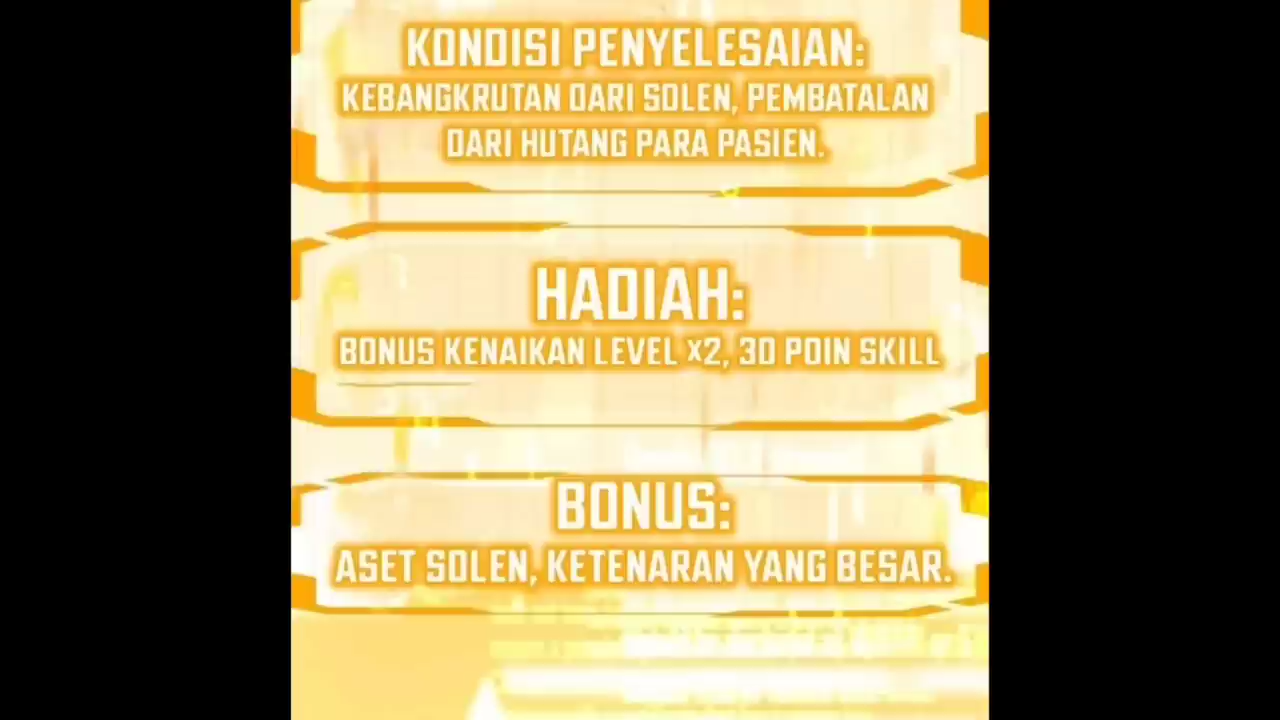 KONDISI PENYELESAIAN:
KEBANGKRUTAN DARI SOLEN, PEMBATALAN
DARI HUTANG PARA PASIEN.
HADIAH:
BONUS KENAIKAN LEVEL x2, 30 POIN SKILL
BONUS:
ASET SOLEN, KETENARAN YANG BESAR.